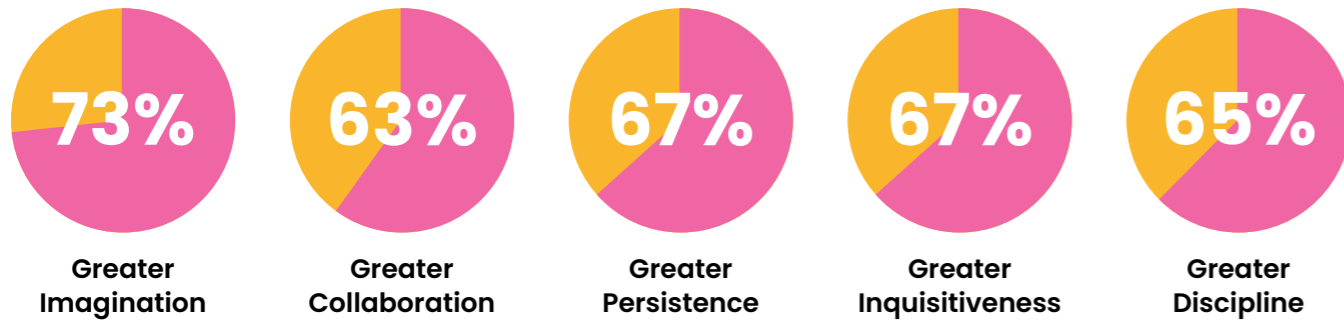 73%
63%
67%
67%
65%
Greater
Imagination
Greater
Collaboration
Greater
Persistence
Greater
Inquisitiveness
Greater
Discipline